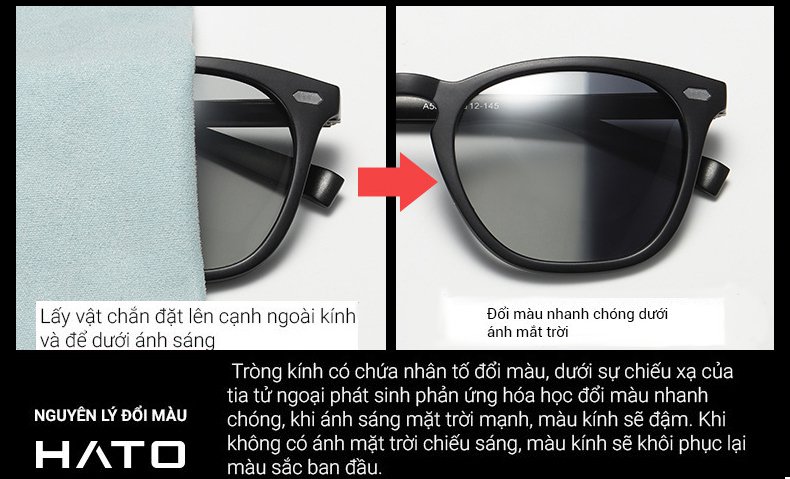 A55 12-145
Lấy vật chắn đặt lên cạnh ngoài kính
và để dưới ánh sáng
Đổi màu nhanh chóng dưới
ánh mắt trời
NGUYÊN LÝ ĐỔI MÀU
HATO
Tròng kính có chứa nhân tố đổi màu, dưới sự chiếu xạ của
tia tử ngoại phát sinh phản ứng hóa học đổi màu nhanh
chóng, khi ánh sáng mặt trời mạnh, màu kính sẽ đậm. Khi
không có ánh mặt trời chiếu sáng, màu kính sẽ khôi phục lại
màu sắc ban đầu.